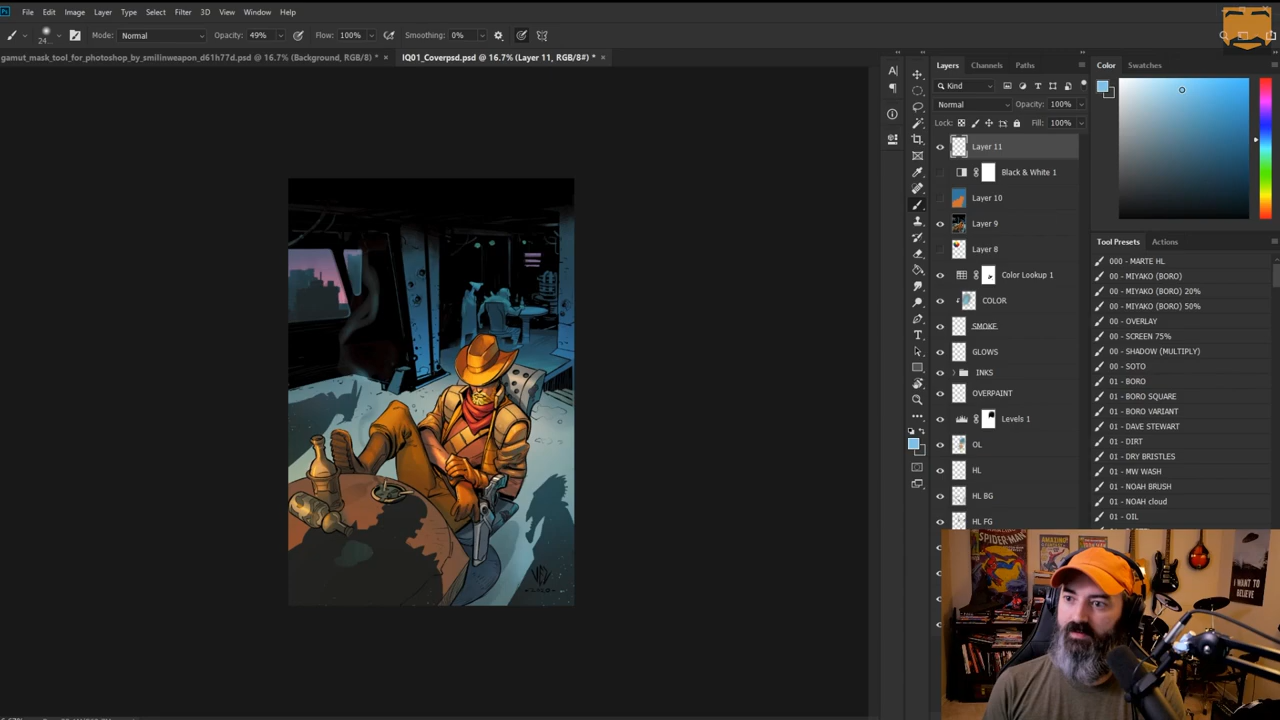 File Edit Image Layer Type Select Filter 3D View Window Help
Mode: Normal Opacity: 49% Flow: 100% Smoothing: 0%
gamut_mask_tool_for_photoshop_by_smilinweapon_d61h77d.psd @ 16.7% (Background, RGB/8) * × IQ01_Coverpsd.psd @ 16.7% (Layer 11, RGB/8#) * ×
Layers Channels Paths
Kind
Normal Opacity: 100%
Lock: Fill: 100%
Layer 11
Black & White 1
Layer 10
Layer 9
Layer 8
Color Lookup 1
COLOR
SMOKE
GLOWS
INKS
OVERPAINT
Levels 1
OL
HL
HL BG
HL FG
Color Swatches
Tool Presets Actions
000 - MARTE HL
00 - MIYAKO (BORO)
00 - MIYAKO (BORO) 20%
00 - MIYAKO (BORO) 50%
00 - OVERLAY
00 - SCREEN 75%
00 - SHADOW (MULTIPLY)
00 - SOTO
01 - BORO
01 - BORO SQUARE
01 - BORO VARIANT
01 - DAVE STEWART
01 - DIRT
01 - DRY BRISTLES
01 - MW WASH
01 - NOAH BRUSH
01 - NOAH cloud
01 - OIL
SPIDER-MAN
I WANT TO
BELIEVE